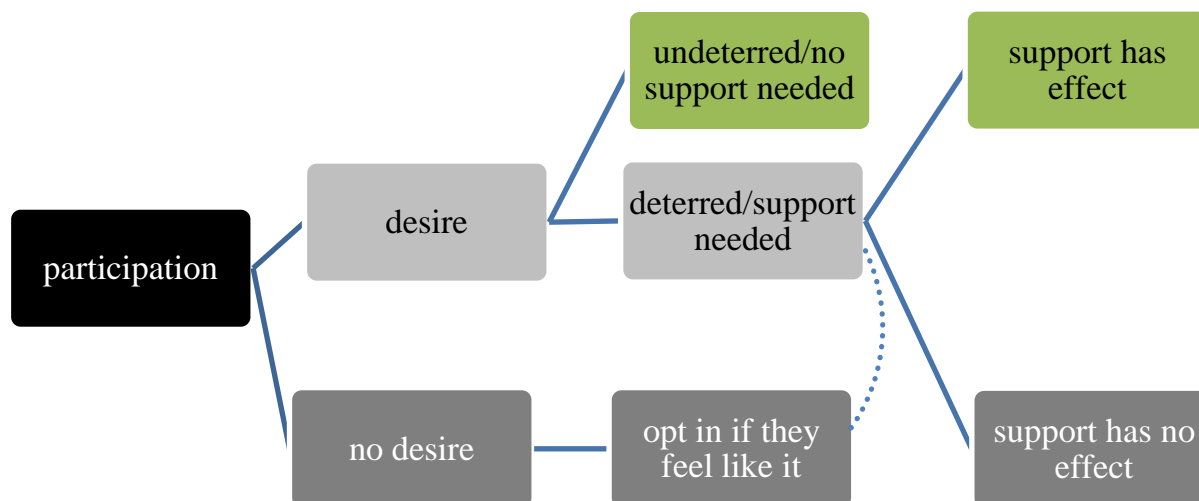 undeterred/no
support needed
support has
effect
desire
deterred/support
needed
participation
no desire
opt in if they
feel like it
support has no
effect